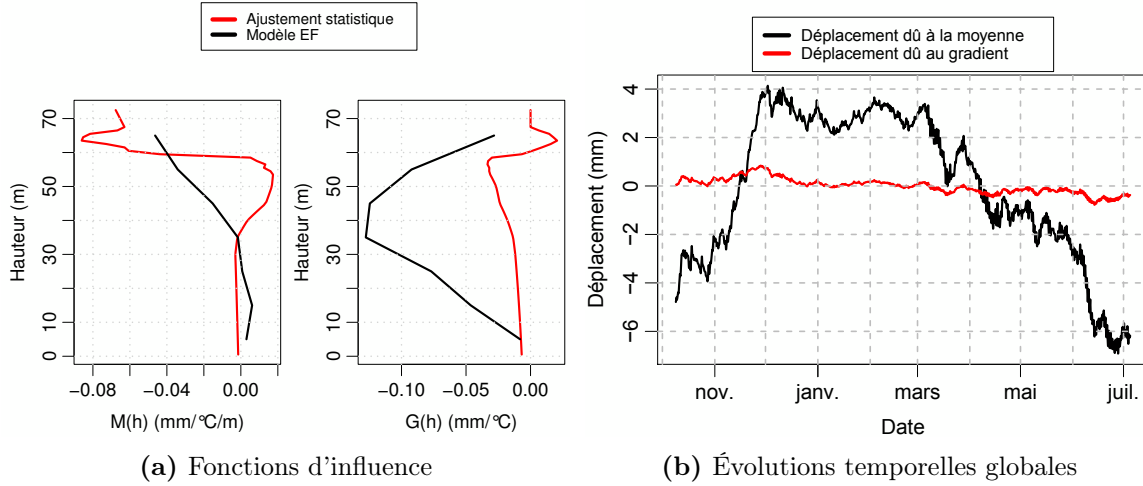 Ajustement statistique
Modèle EF
Hauteur (m)
0 10 30 50 70
−0.08 −0.04 0.00
M(h) (mm/°C/m)
Hauteur (m)
0 10 30 50 70
−0.10 −0.05 0.00
G(h) (mm/°C)
(a) Fonctions d'influence
Déplacement dû à la moyenne
Déplacement dû au gradient
Déplacement (mm)
4
2
0
−2
−4
−6
nov. janv. mars mai juil.
Date
(b) Évolutions temporelles globales